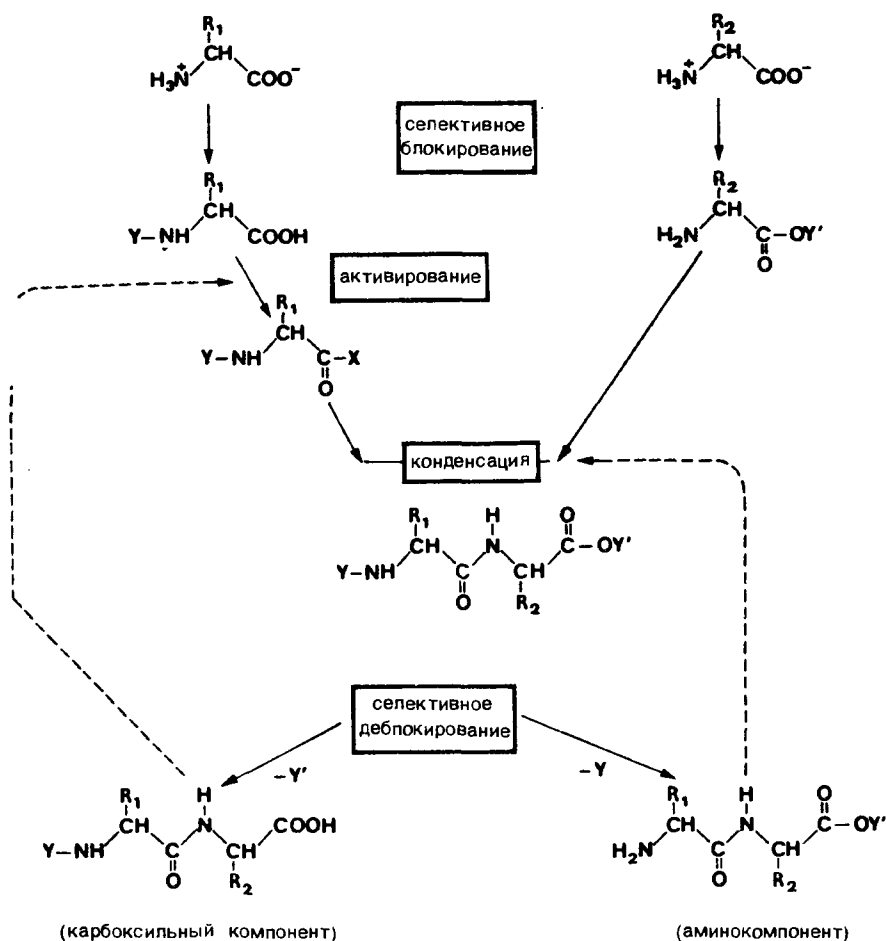 R₁ R₂
H₃N⁺ CH COO⁻ H₃N⁺ CH COO⁻
селективное
блокирование
R₁ R₂
Y–NH CH COOH H₂N CH C–OY'
O
активирование
R₁
Y–NH CH C–X
O
конденсация
R₁ H O
Y–NH CH C N CH C–OY'
O R₂
селективное
дебпокирование
–Y' –Y
R₁ H R₁ H O
Y–NH CH C N CH COOH H₂N CH C N CH C–OY'
O R₂ O R₂
(карбоксильный компонент) (аминокомпонент)